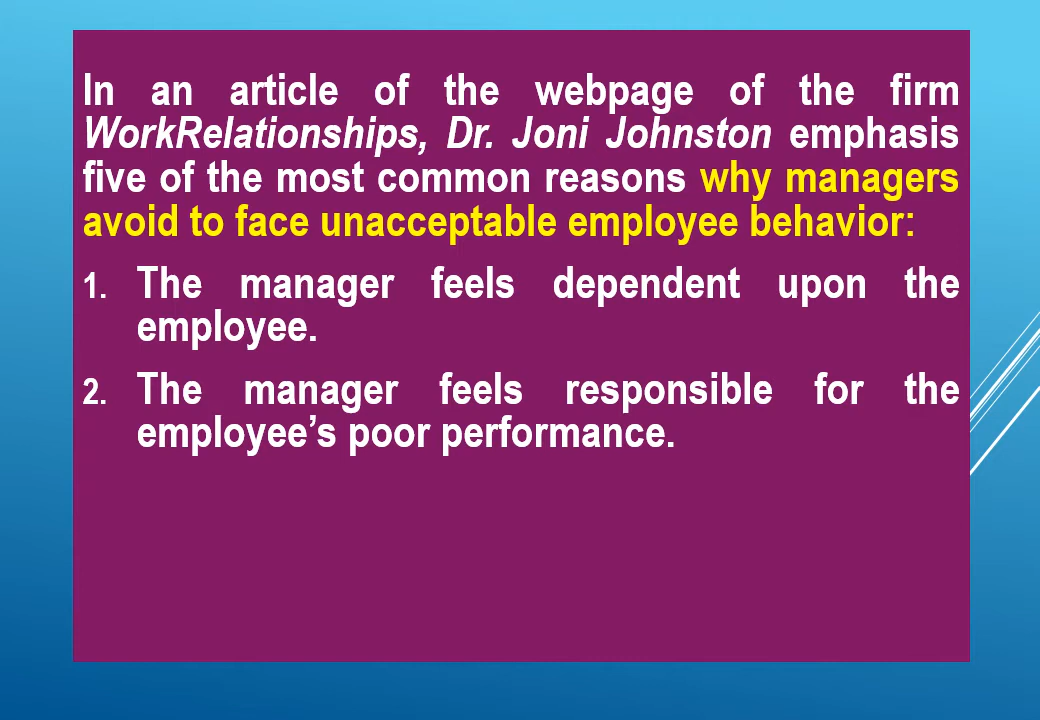 In an article of the webpage of the firm
WorkRelationships, Dr. Joni Johnston emphasis
five of the most common reasons why managers
avoid to face unacceptable employee behavior:
1. The manager feels dependent upon the
employee.
2. The manager feels responsible for the
employee’s poor performance.